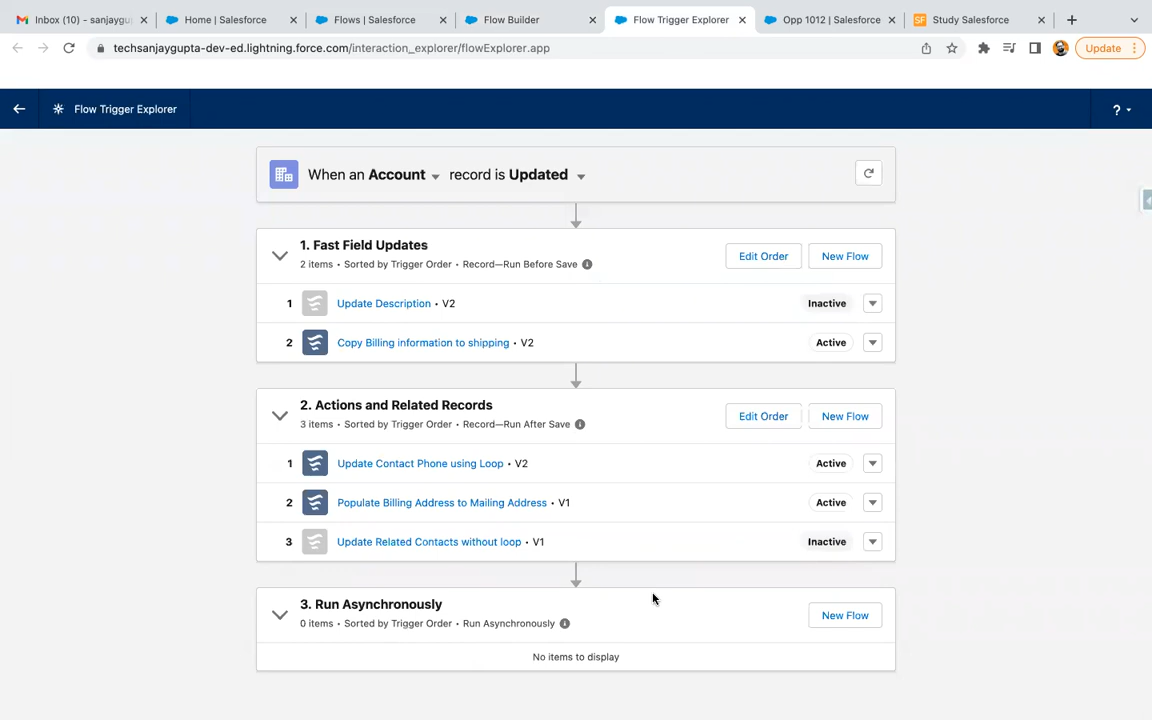 Inbox (10) - sanjaygu
Home | Salesforce
Flows | Salesforce
Flow Builder
Flow Trigger Explorer
Opp 1012 | Salesforce
SF
Study Salesforce
techsanjaygupta-dev-ed.lightning.force.com/interaction_explorer/flowExplorer.app
Update
Flow Trigger Explorer
?
When an Account record is Updated
1. Fast Field Updates
2 items • Sorted by Trigger Order • Record—Run Before Save
Edit Order
New Flow
1 Update Description • V2 Inactive
2 Copy Billing information to shipping • V2 Active
2. Actions and Related Records
3 items • Sorted by Trigger Order • Record—Run After Save
Edit Order
New Flow
1 Update Contact Phone using Loop • V2 Active
2 Populate Billing Address to Mailing Address • V1 Active
3 Update Related Contacts without loop • V1 Inactive
3. Run Asynchronously
0 items • Sorted by Trigger Order • Run Asynchronously
New Flow
No items to display